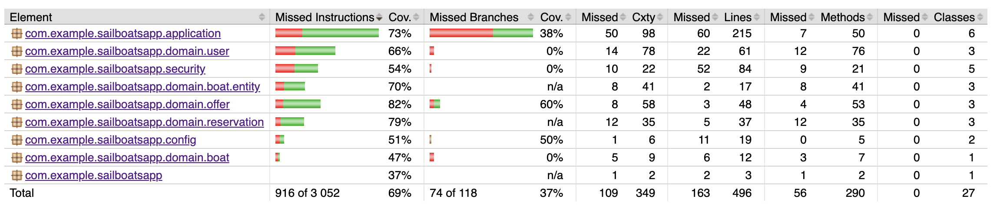 Element Missed Instructions Cov. Missed Branches Cov. Missed Cxty Missed Lines Missed Methods Missed Classes
com.example.sailboatsapp.application 73% 38% 50 98 60 215 7 50 0 6
com.example.sailboatsapp.domain.user 66% 0% 14 78 22 61 12 76 0 3
com.example.sailboatsapp.security 54% 0% 10 22 52 84 9 21 0 5
com.example.sailboatsapp.domain.boat.entity 70% n/a 8 41 2 17 8 41 0 3
com.example.sailboatsapp.domain.offer 82% 60% 8 58 3 48 4 53 0 3
com.example.sailboatsapp.domain.reservation 79% n/a 12 35 5 37 12 35 0 3
com.example.sailboatsapp.config 51% 50% 1 6 11 19 0 5 0 2
com.example.sailboatsapp.domain.boat 47% 0% 5 9 6 12 3 7 0 1
com.example.sailboatsapp 37% n/a 1 2 2 3 1 2 0 1
Total 916 of 3 052 69% 74 of 118 37% 109 349 163 496 56 290 0 27